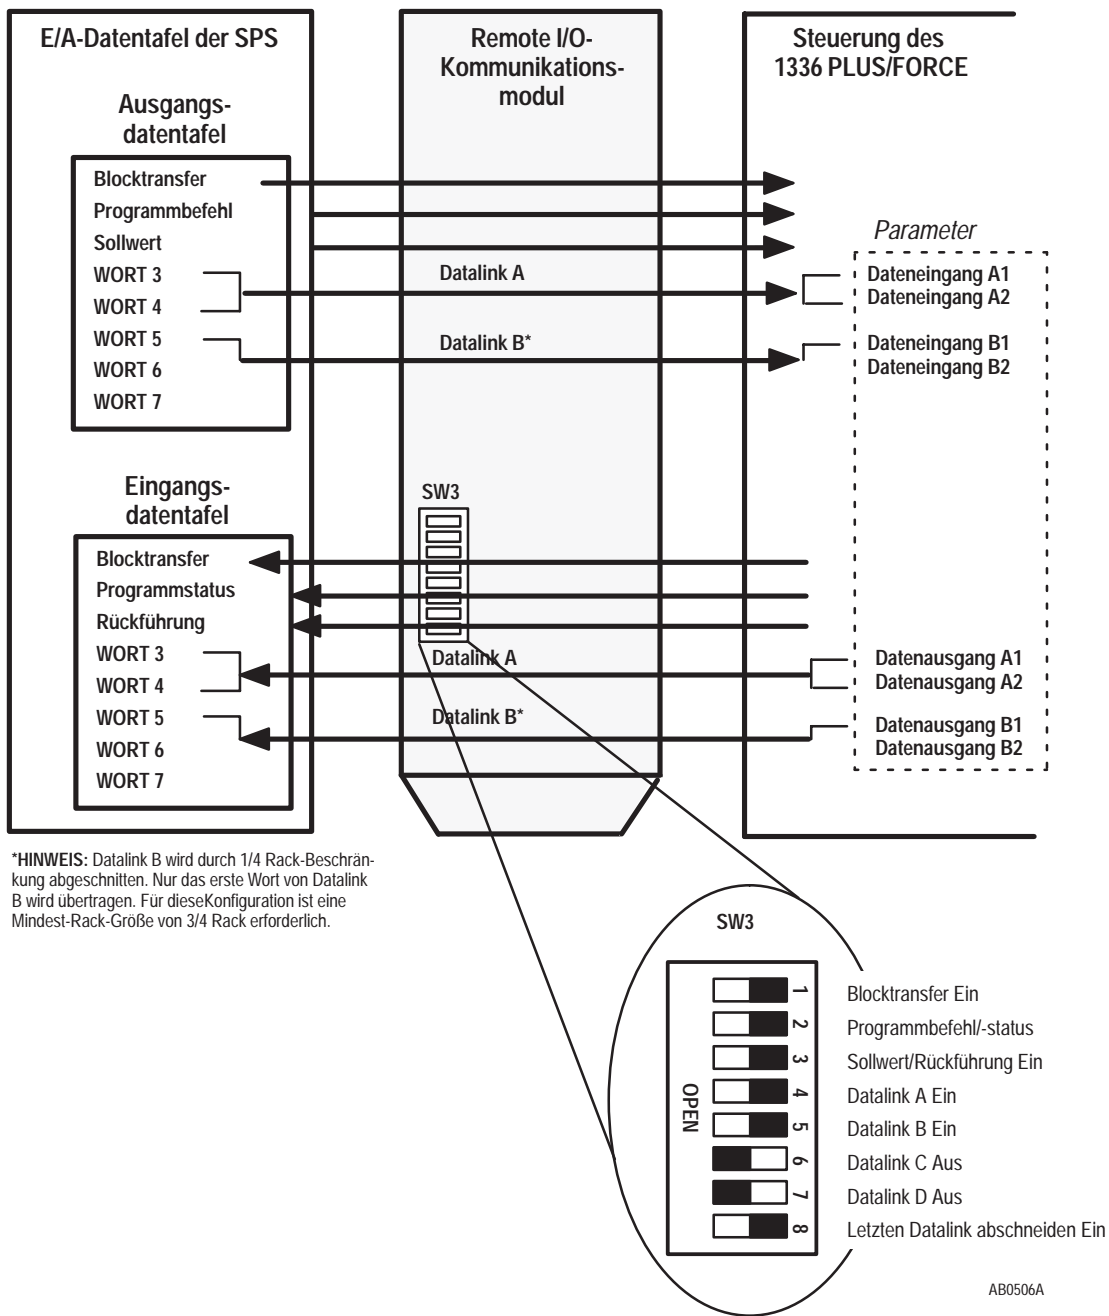 E/A-Datentafel der SPS
Remote I/O-
Kommunikations-
modul
Steuerung des
1336 PLUS/FORCE
Ausgangs-
datentafel
Blocktransfer
Programmbefehl
Sollwert
WORT 3
WORT 4
WORT 5
WORT 6
WORT 7
Datalink A
Datalink B*
Parameter
Dateneingang A1
Dateneingang A2
Dateneingang B1
Dateneingang B2
Eingangs-
datentafel
SW3
Blocktransfer
Programmstatus
Rückführung
WORT 3
WORT 4
WORT 5
WORT 6
WORT 7
Datalink A
Datalink B*
Datenausgang A1
Datenausgang A2
Datenausgang B1
Datenausgang B2
*HINWEIS: Datalink B wird durch 1/4 Rack-Beschrän-
kung abgeschnitten. Nur das erste Wort von Datalink
B wird übertragen. Für dieseKonfiguration ist eine
Mindest-Rack-Größe von 3/4 Rack erforderlich.
SW3
OPEN
1 Blocktransfer Ein
2 Programmbefehl/-status
3 Sollwert/Rückführung Ein
4 Datalink A Ein
5 Datalink B Ein
6 Datalink C Aus
7 Datalink D Aus
8 Letzten Datalink abschneiden Ein
AB0506A